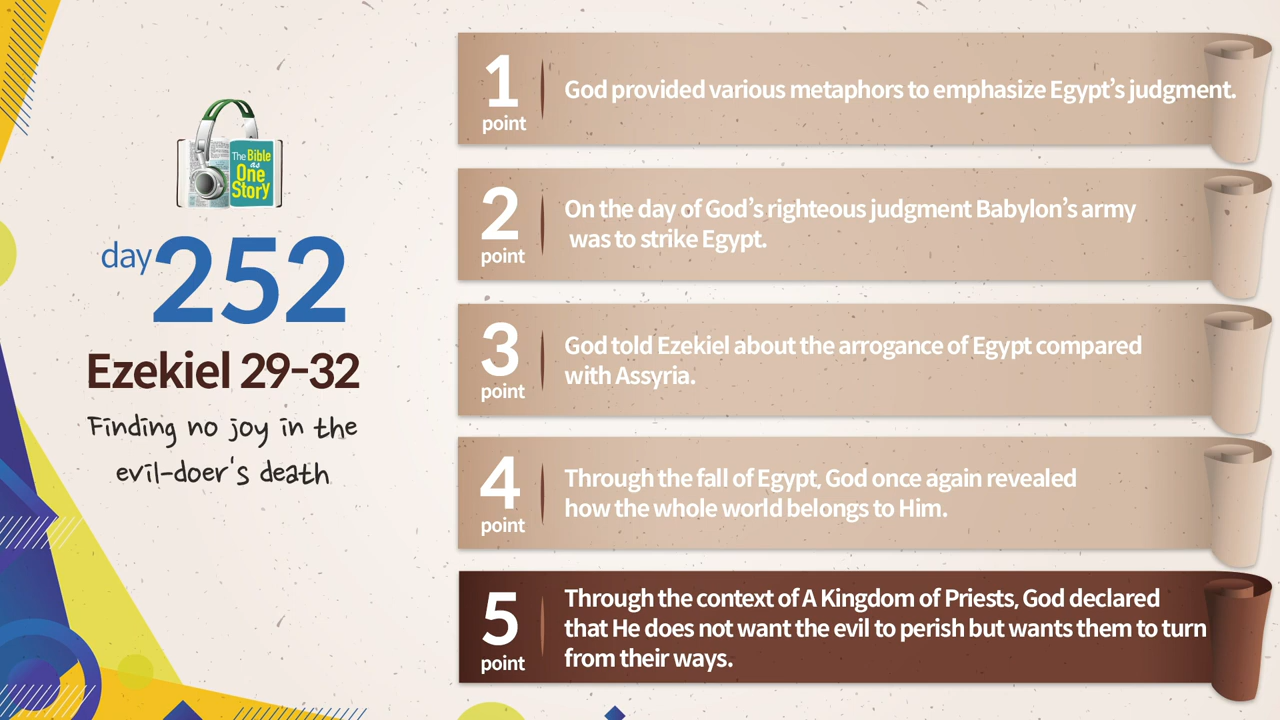 The Bible
as
One
Story
day 252
Ezekiel 29-32
Finding no joy in the
evil-doer's death
1
point
God provided various metaphors to emphasize Egypt's judgment.
2
point
On the day of God's righteous judgment Babylon's army
was to strike Egypt.
3
point
God told Ezekiel about the arrogance of Egypt compared
with Assyria.
4
point
Through the fall of Egypt, God once again revealed
how the whole world belongs to Him.
5
point
Through the context of A Kingdom of Priests, God declared
that He does not want the evil to perish but wants them to turn
from their ways.